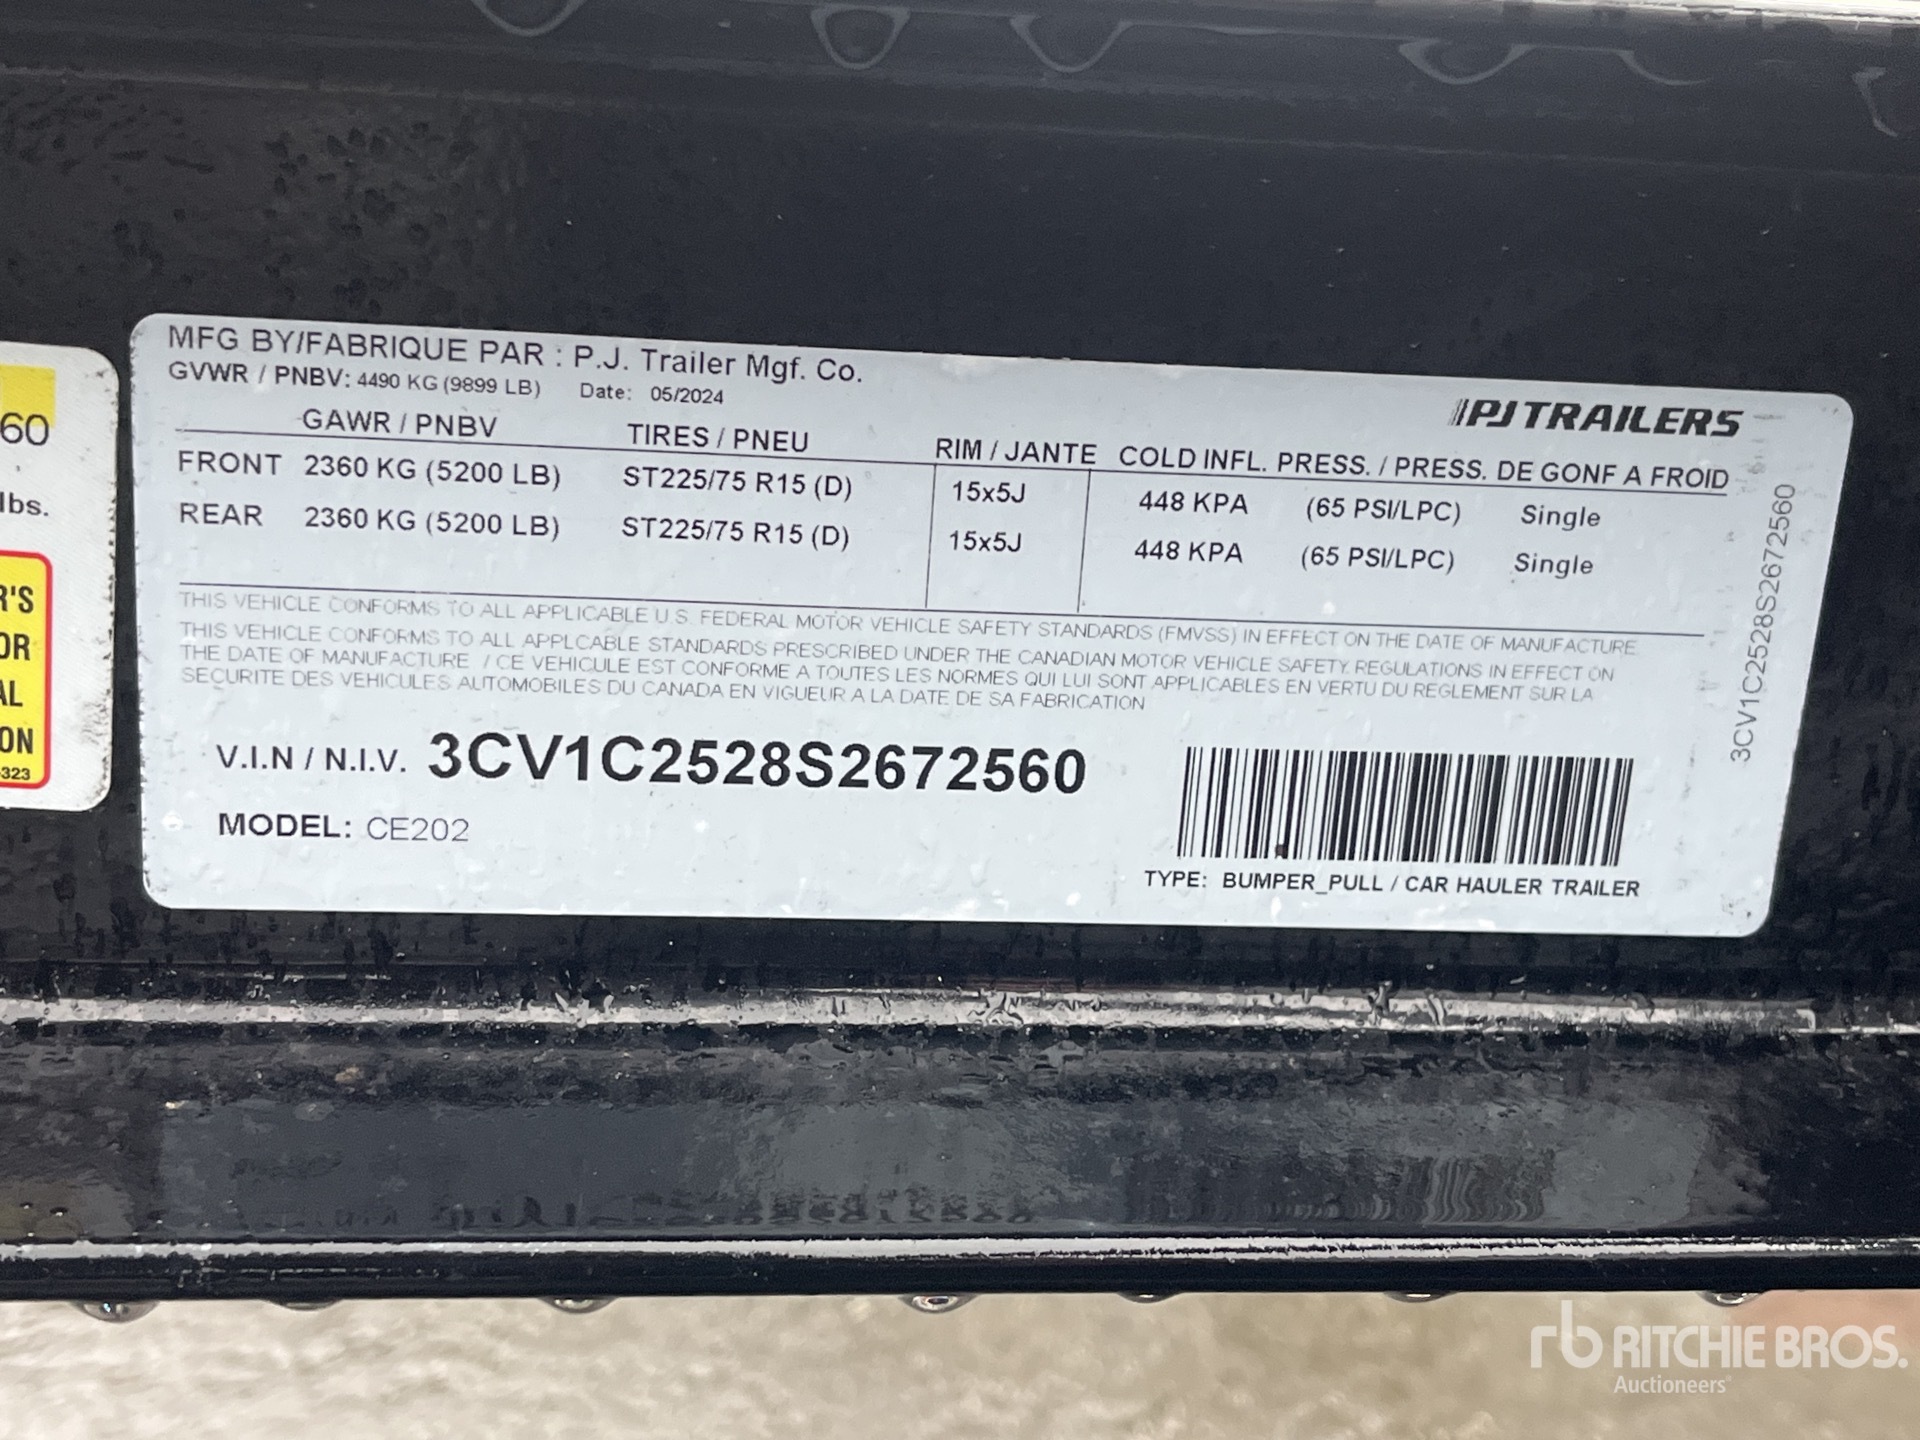 MFG BY/FABRIQUE PAR : P.J. Trailer Mgf. Co.
GVWR / PNBV: 4490 KG (9899 LB) Date: 05/2024
PJTRAILERS
GAWR / PNBV TIRES / PNEU RIM / JANTE COLD INFL. PRESS. / PRESS. DE GONF A FROID
FRONT 2360 KG (5200 LB) ST225/75 R15 (D) 15x5J 448 KPA (65 PSI/LPC) Single
REAR 2360 KG (5200 LB) ST225/75 R15 (D) 15x5J 448 KPA (65 PSI/LPC) Single
THIS VEHICLE CONFORMS TO ALL APPLICABLE U.S. FEDERAL MOTOR VEHICLE SAFETY STANDARDS (FMVSS) IN EFFECT ON THE DATE OF MANUFACTURE
THIS VEHICLE CONFORMS TO ALL APPLCABLE STANDARDS PRESCRIBED UNDER THE CANADIAN MOTOR VEHICLE SAFETY REGULATIONS IN EFFECT ON
THE DATE OF MANUFACTURE / CE VEHICULE EST CONFORME A TOUTES LES NORMES QUI LUI SONT APPLICABLES EN VERTU DU REGLEMENT SUR LA
SECURITE DES VEHICULES AUTOMOBILES DU CANADA EN VIGUEUR A LA DATE DE SA FABRICATION
V.I.N / N.I.V. 3CV1C2528S2672560
MODEL: CE202
TYPE: BUMPER_PULL / CAR HAULER TRAILER
3CV1C2528S2672560
60
lbs.
R'S
OR
AL
ON
-323
rb RITCHIE BROS.
Auctioneers